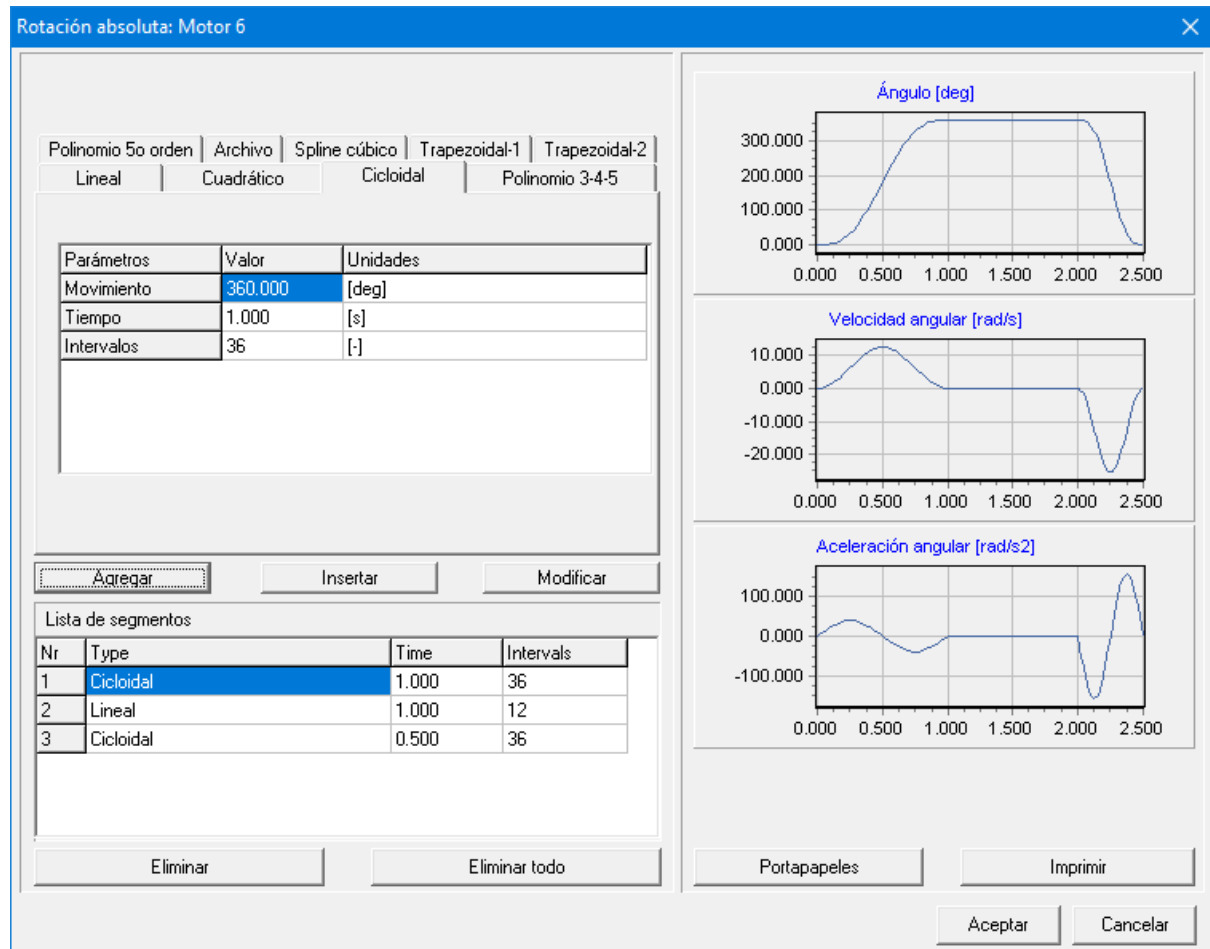 Rotación absoluta: Motor 6
Polinomio 5o orden Archivo Spline cúbico Trapezoidal-1 Trapezoidal-2
Lineal Cuadrático Cicloidal Polinomio 3-4-5
Parámetros Valor Unidades
Movimiento 360.000 [deg]
Tiempo 1.000 [s]
Intervalos 36 [-]
Agregar Insertar Modificar
Lista de segmentos
Nr Type Time Intervals
1 Cicloidal 1.000 36
2 Lineal 1.000 12
3 Cicloidal 0.500 36
Eliminar Eliminar todo
Ángulo [deg]
300.000
200.000
100.000
0.000
0.000 0.500 1.000 1.500 2.000 2.500
Velocidad angular [rad/s]
10.000
0.000
-10.000
-20.000
0.000 0.500 1.000 1.500 2.000 2.500
Aceleración angular [rad/s2]
100.000
0.000
-100.000
0.000 0.500 1.000 1.500 2.000 2.500
Portapapeles Imprimir
Aceptar Cancelar